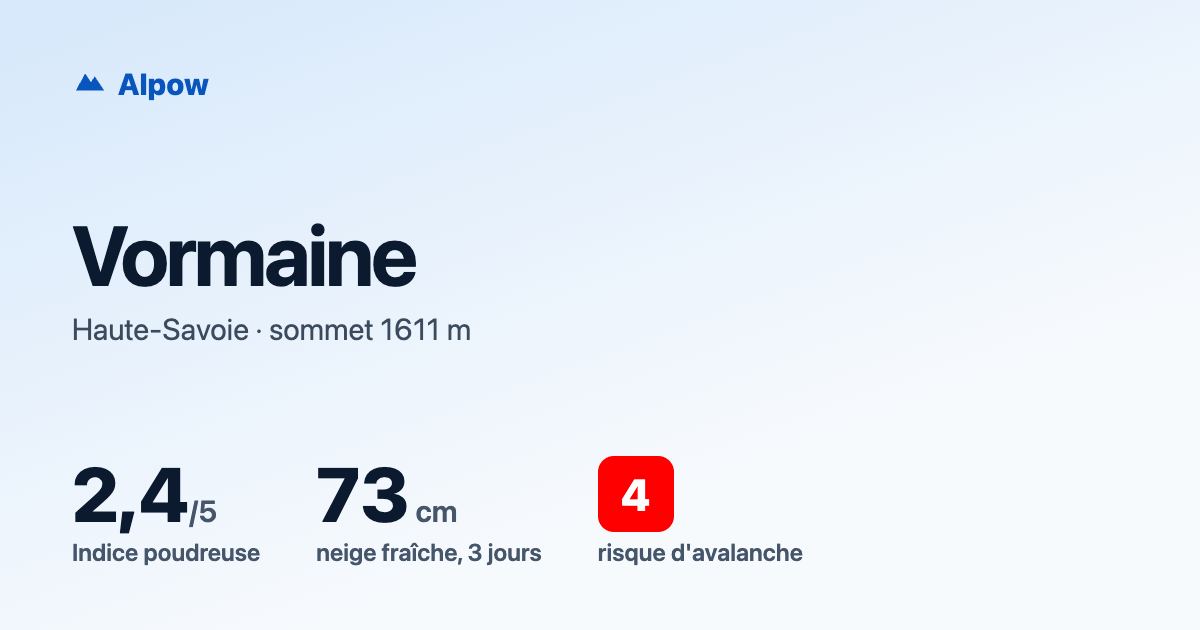 Alpow
Vormaine
Haute-Savoie · sommet 1611 m
2,4/5
Indice poudreuse
73 cm
neige fraîche, 3 jours
4
risque d'avalanche